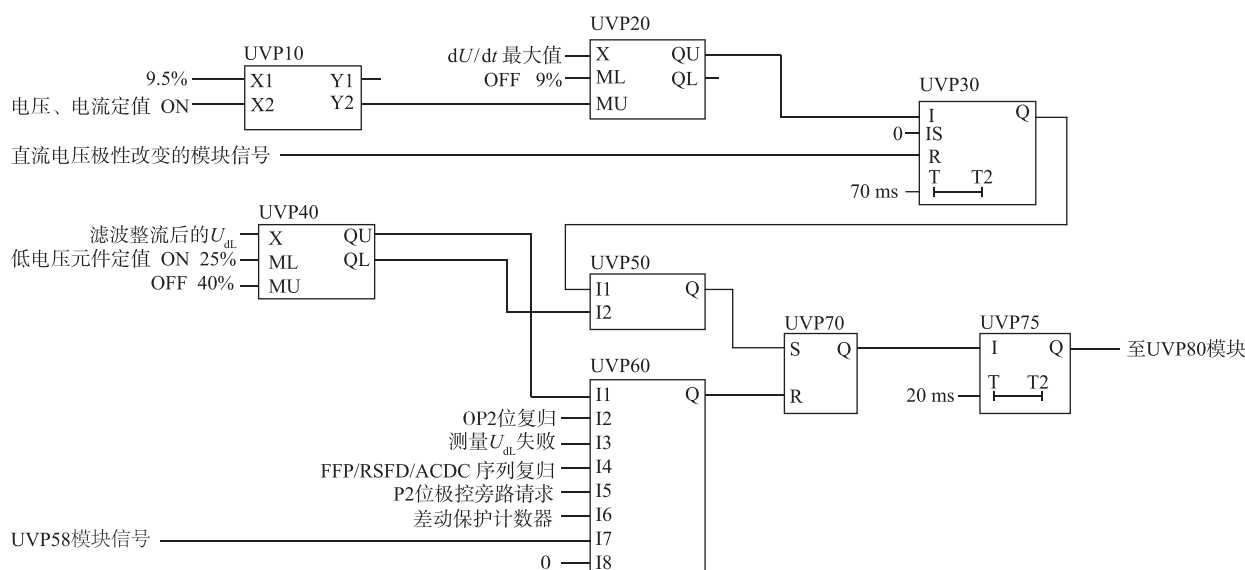 UVP10
9.5%
X1
Y1
电压、电流定值 ON
X2
Y2
UVP20
dU/dt 最大值
X
QU
OFF 9%
ML
QL
MU
UVP30
I
Q
0
IS
直流电压极性改变的模块信号
R
T
T2
70 ms
UVP40
滤波整流后的UdL
X
QU
低电压元件定值 ON 25%
ML
QL
OFF 40%
MU
UVP50
I1
Q
I2
UVP60
I1
Q
OP2位复归
I2
测量UdL失败
I3
FFP/RSFD/ACDC 序列复归
I4
P2位极控旁路请求
I5
差动保护计数器
I6
UVP58模块信号
I7
0
I8
UVP70
S
Q
R
UVP75
I
Q
至UVP80模块
20 ms
T
T2